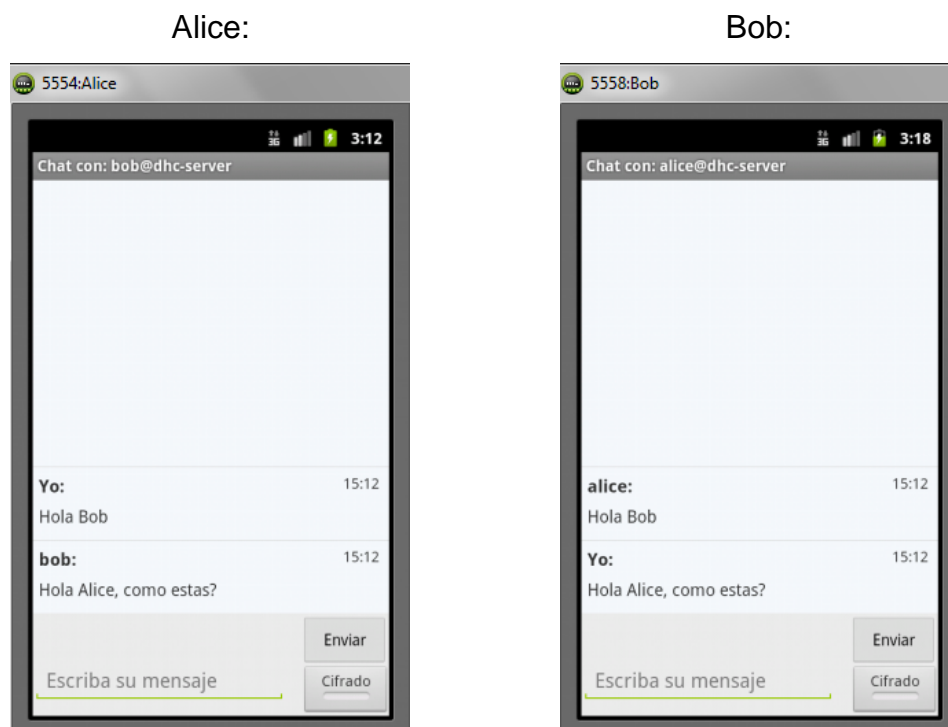 Alice:
5554:Alice
3G 3:12
Chat con: bob@dhc-server
Yo: 15:12
Hola Bob
bob: 15:12
Hola Alice, como estas?
Enviar
Escriba su mensaje
Cifrado
Bob:
5558:Bob
3G 3:18
Chat con: alice@dhc-server
alice: 15:12
Hola Bob
Yo: 15:12
Hola Alice, como estas?
Enviar
Escriba su mensaje
Cifrado